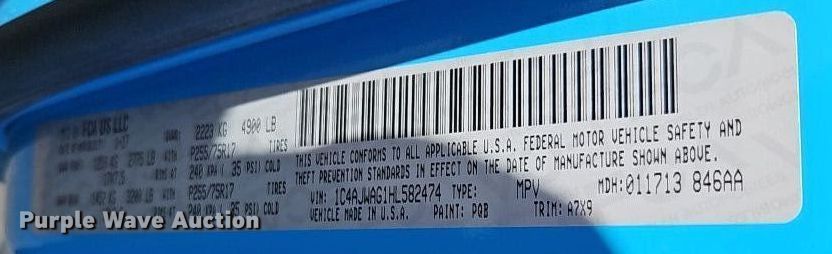 FCA US LLC
2223 KG 4900 LB
TIRES
P255/75R17
240 KPA ( 35 PSI) COLD
TIRES
P255/75R17
COLD
THIS VEHICLE CONFORMS TO ALL APPLICABLE U.S.A. FEDERAL MOTOR VEHICLE SAFETY AND
THEFT PREVENTION STANDARDS IN EFFECT ON THE DATE OF MANUFACTURE SHOWN ABOVE.
VIN: 1C4AJWAG1HL582474 TYPE: MPV MDH:011713 846AA
VEHICLE MADE IN U.S.A. PAINT: PQB TRIM: A7X9
Purple Wave Auction